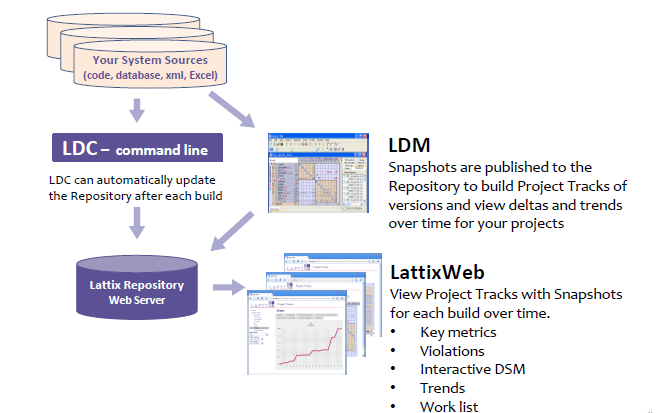 Your System Sources
(code, database, xml, Excel)
LDC – command line
LDC can automatically update
the Repository after each build
LDM
Snapshots are published to the
Repository to build Project Tracks of
versions and view deltas and trends
over time for your projects
Lattix Repository
Web Server
LattixWeb
View Project Tracks with Snapshots
for each build over time.
• Key metrics
• Violations
• Interactive DSM
• Trends
• Work list